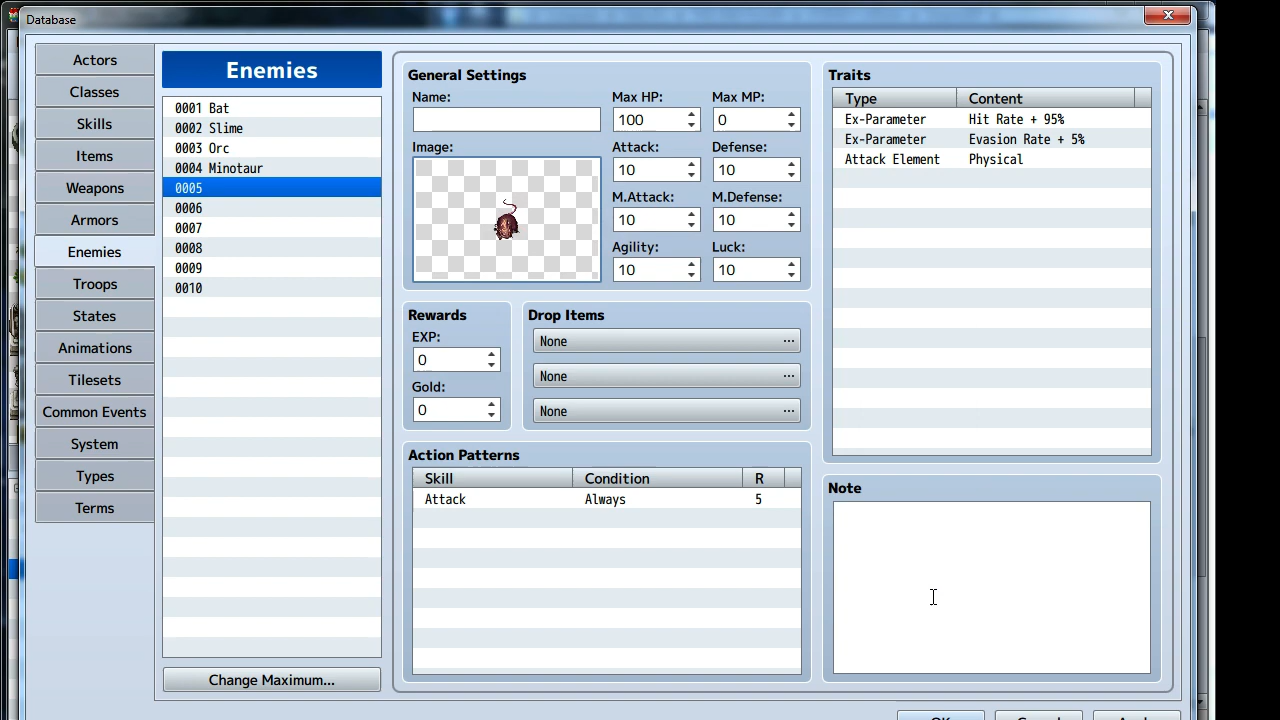 Database
Actors
Classes
Skills
Items
Weapons
Armors
Enemies
Troops
States
Animations
Tilesets
Common Events
System
Types
Terms
Enemies
0001 Bat
0002 Slime
0003 Orc
0004 Minotaur
0005
0006
0007
0008
0009
0010
Change Maximum...
General Settings
Name:
Max HP:
Max MP:
100
0
Image:
Attack:
Defense:
10
10
M.Attack:
M.Defense:
10
10
Agility:
Luck:
10
10
Rewards
EXP:
0
Gold:
0
Drop Items
None ...
None ...
None ...
Action Patterns
Skill Condition R
Attack Always 5
Traits
Type Content
Ex-Parameter Hit Rate + 95%
Ex-Parameter Evasion Rate + 5%
Attack Element Physical
Note